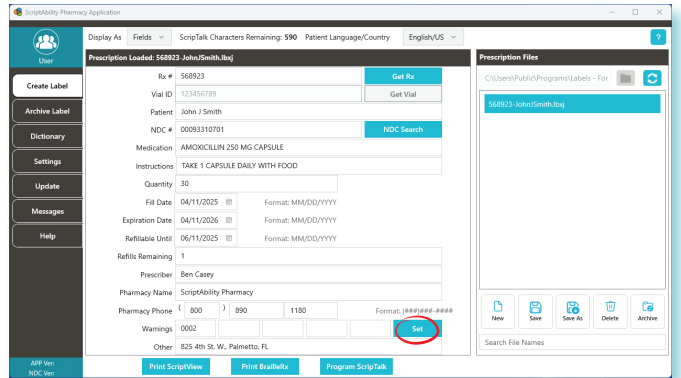 ScriptAbility Pharmacy Application
User
Create Label
Archive Label
Dictionary
Settings
Update
Messages
Help
APP Ver:
NDC Ver:
Display As Fields ScripTalk Characters Remaining: 590 Patient Language/Country English/US ?
Prescription Loaded: 568923-JohnJSmith.lbxj
Rx # 568923 Get Rx
Vial ID 123456789 Get Vial
Patient John J Smith
NDC # 00093310701 NDC Search
Medication AMOXICILLIN 250 MG CAPSULE
Instructions TAKE 1 CAPSULE DAILY WITH FOOD
Quantity 30
Fill Date 04/11/2025 Format: MM/DD/YYYY
Expiration Date 04/11/2026 Format: MM/DD/YYYY
Refillable Until 06/11/2025 Format: MM/DD/YYYY
Refills Remaining 1
Prescriber Ben Casey
Pharmacy Name ScriptAbility Pharmacy
Pharmacy Phone ( 800 ) 890 1180 Format: (###)###-####
Warnings 0002 Set
Other 825 4th St. W., Palmetto, FL
Print ScriptView Print BrailleRx Program ScripTalk
Prescription Files
C:\Users\Public\Programs\Labels - For
568923-JohnJSmith.lbxj
New Save Save As Delete Archive
Search File Names